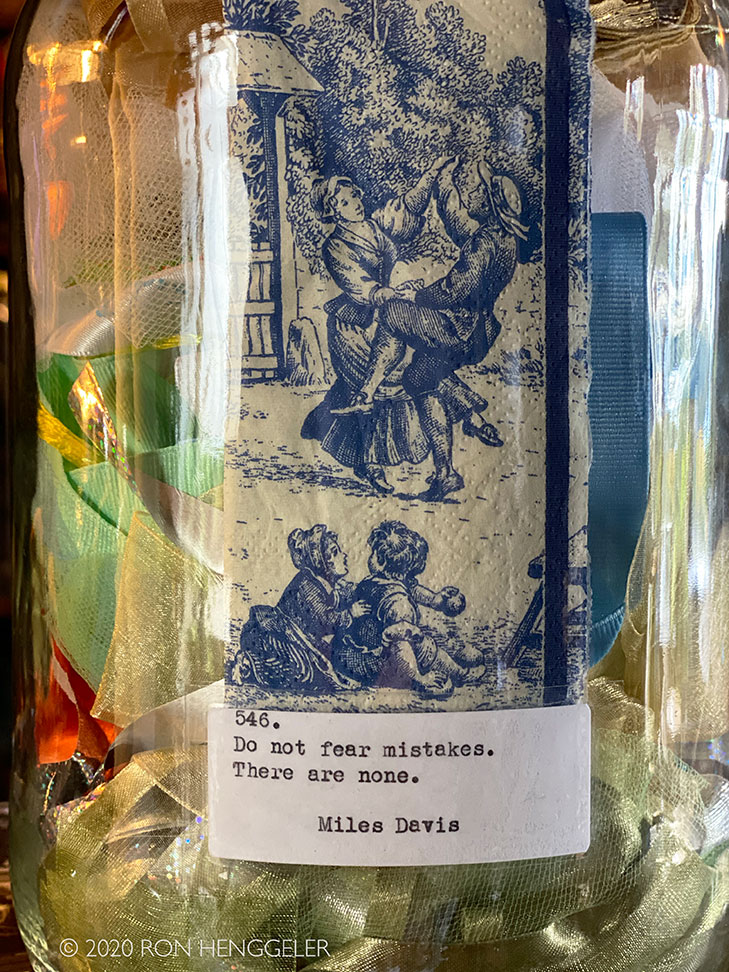 546.
Do not fear mistakes.
There are none.
Miles Davis
© 2020 RON HENGGELER